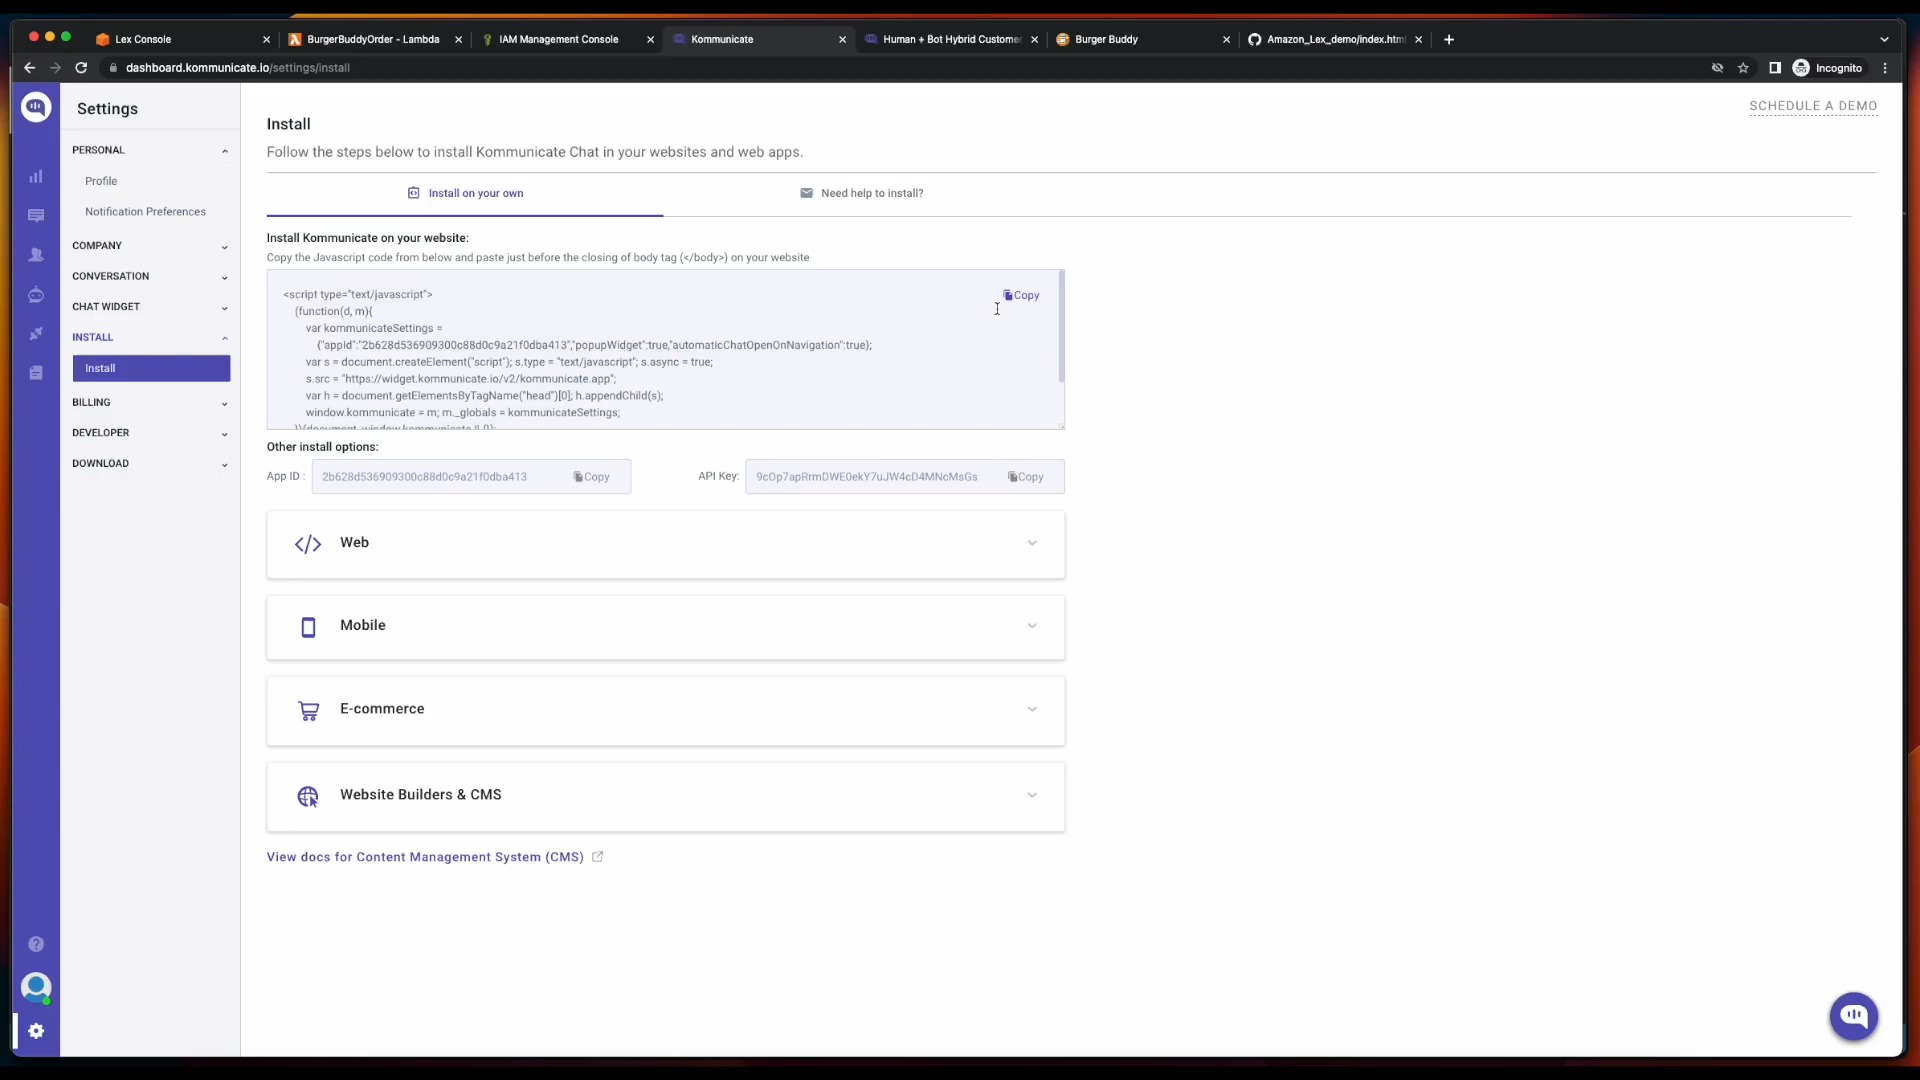 Lex Console
BurgerBuddyOrder - Lambda
IAM Management Console
Kommunicate
Human + Bot Hybrid Custome
Burger Buddy
Amazon_Lex_demo/index.html
dashboard.kommunicate.io/settings/install
Incognito
Settings
PERSONAL
Profile
Notification Preferences
COMPANY
CONVERSATION
CHAT WIDGET
INSTALL
Install
BILLING
DEVELOPER
DOWNLOAD
SCHEDULE A DEMO
Install
Follow the steps below to install Kommunicate Chat in your websites and web apps.
Install on your own
Need help to install?
Install Kommunicate on your website:
Copy the Javascript code from below and paste just before the closing of body tag (</body>) on your website
Copy
<script type="text/javascript">
(function(d, m){
var kommunicateSettings =
{"appId":"2b628d536909300c88d0c9a21f0dba413","popupWidget":true,"automaticChatOpenOnNavigation":true};
var s = document.createElement("script"); s.type = "text/javascript"; s.async = true;
s.src = "https://widget.kommunicate.io/v2/kommunicate.app";
var h = document.getElementsByTagName("head")[0]; h.appendChild(s);
window.kommunicate = m; m._globals = kommunicateSettings;
})(document, window.kommunicate || {});
Other install options:
App ID :
2b628d536909300c88d0c9a21f0dba413
Copy
API Key:
9cOp7apRrmDWE0ekY7uJW4cD4MNcMsGs
Copy
Web
Mobile
E-commerce
Website Builders & CMS
View docs for Content Management System (CMS)